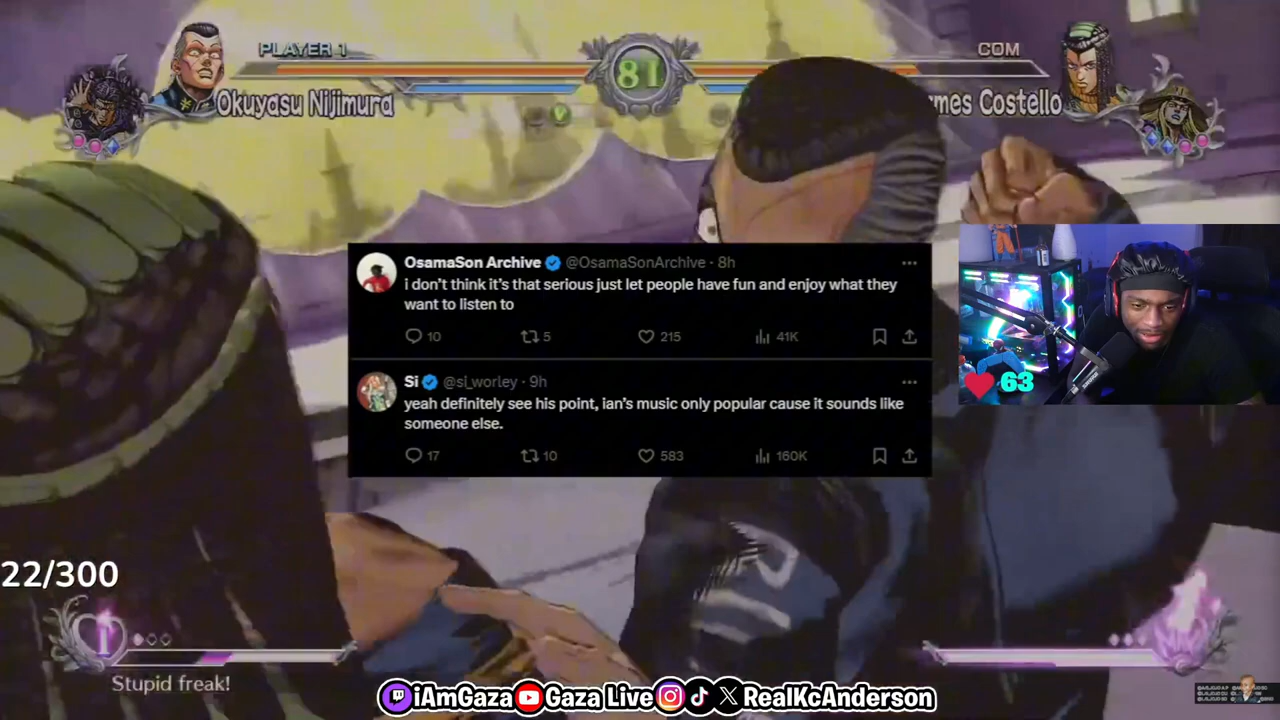 PLAYER 1
COM
81
Okuyasu Nijimura
mes Costello
OsamaSon Archive @OsamaSonArchive · 8h
i don't think it's that serious just let people have fun and enjoy what they
want to listen to
10 5 215 41K
Si @si_worley · 9h
yeah definitely see his point, ian's music only popular cause it sounds like
someone else.
17 10 583 160K
63
22/300
Stupid freak!
iAmGaza Gaza Live RealKcAnderson